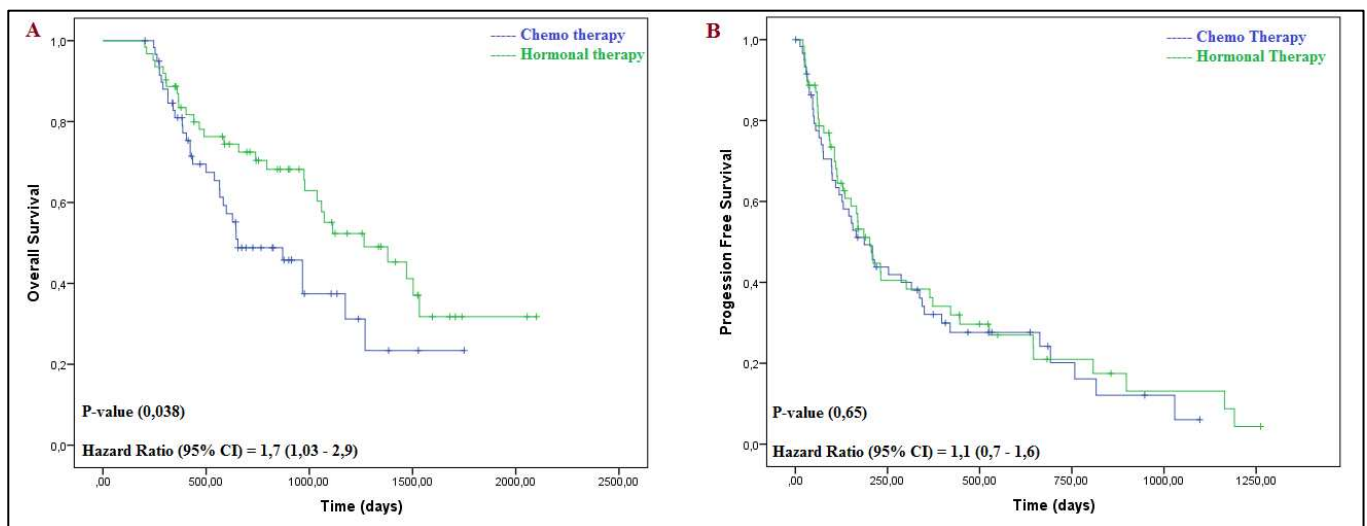 A
----- Chemo therapy
----- Hormonal therapy
Overall Survival
1,0
0,8
0,6
0,4
0,2
0,0
P-value (0,038)
Hazard Ratio (95% CI) = 1,7 (1,03 - 2,9)
,00 500,00 1000,00 1500,00 2000,00 2500,00
Time (days)
B
----- Chemo Therapy
----- Hormonal Therapy
Progession Free Survival
1,0
0,8
0,6
0,4
0,2
0,0
P-value (0,65)
Hazard Ratio (95% CI) = 1,1 (0,7 - 1,6)
,00 250,00 500,00 750,00 1000,00 1250,00
Time (days)